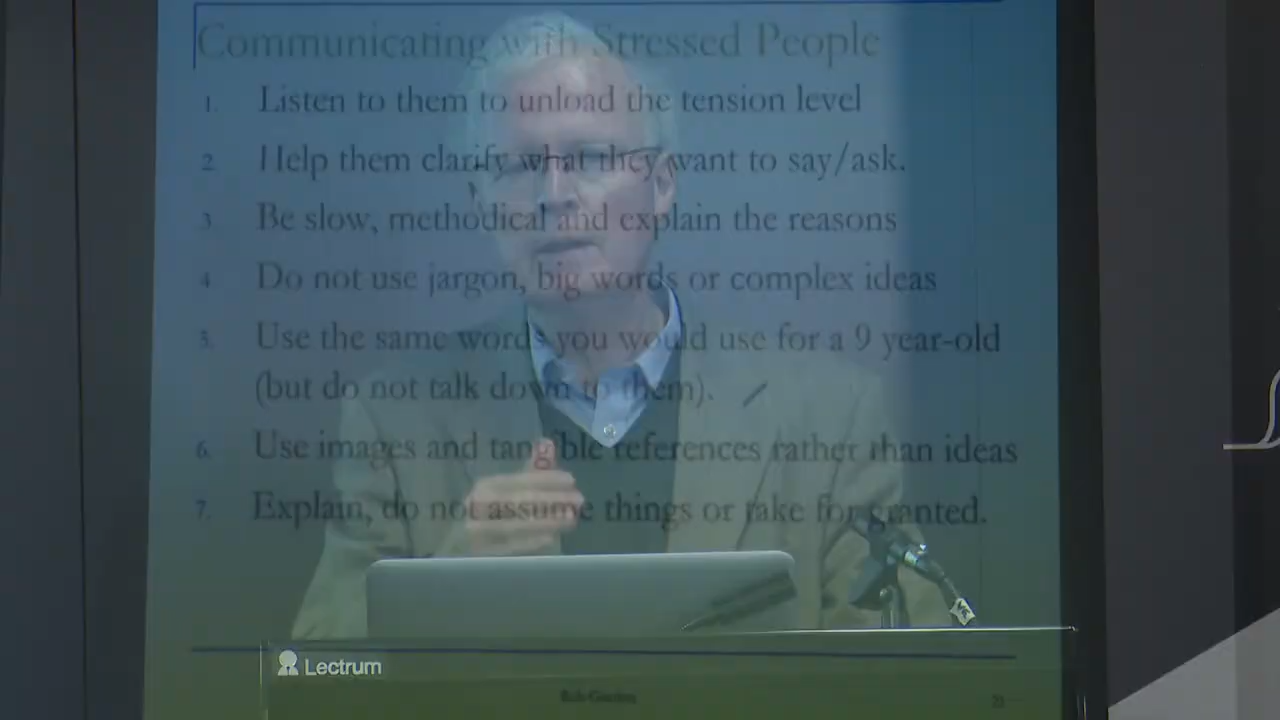 Communicating with Stressed People
1. Listen to them to unload the tension level
2 Help them clarify what they want to say/ask.
3 Be slow, methodical and explain the reasons
4 Do not use jargon, big words or complex ideas
5. Use the same words you would use for a 9 year-old
(but do not talk down to them).
6. Use images and tangible references rather than ideas
7. Explain, do not assume things or take for granted.
Lectrum
Rob Gordon